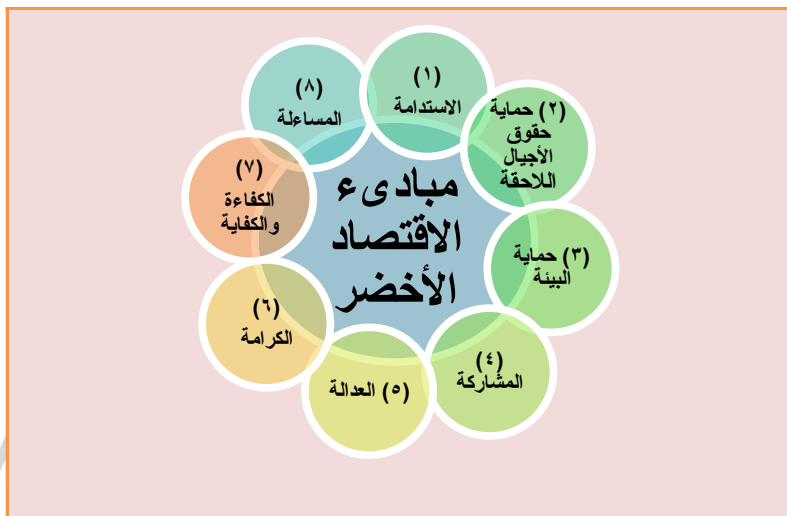 مبادىء
الاقتصاد
الأخضر
(١)
الاستدامة
(٢) حماية
حقوق
الأجيال
اللاحقة
(٣) حماية
البيئة
(٤)
المشاركة
(٥) العدالة
(٦)
الكرامة
(٧)
الكفاءة
والكفاية
(٨)
المساءلة